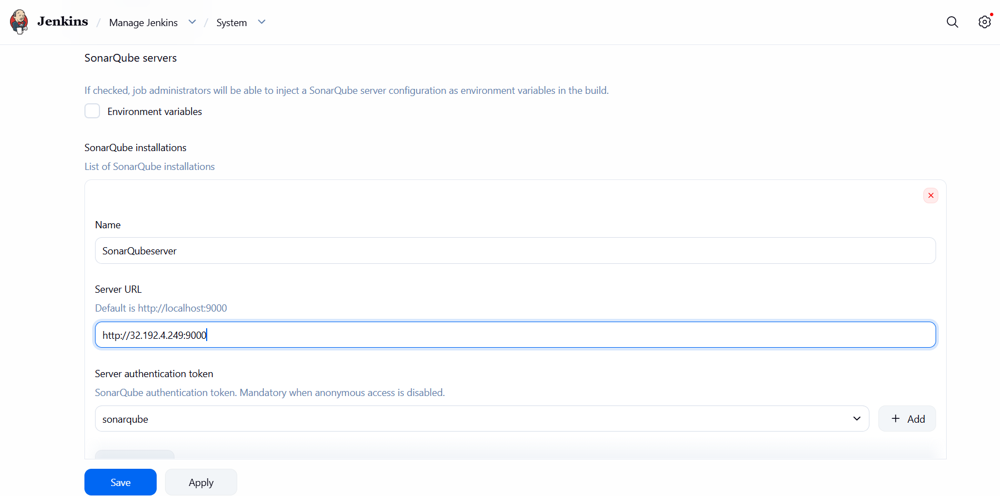 Jenkins / Manage Jenkins / System
SonarQube servers
If checked, job administrators will be able to inject a SonarQube server configuration as environment variables in the build.
Environment variables
SonarQube installations
List of SonarQube installations
Name
SonarQubeserver
Server URL
Default is http://localhost:9000
http://32.192.4.249:9000
Server authentication token
SonarQube authentication token. Mandatory when anonymous access is disabled.
sonarqube
+ Add
Save
Apply